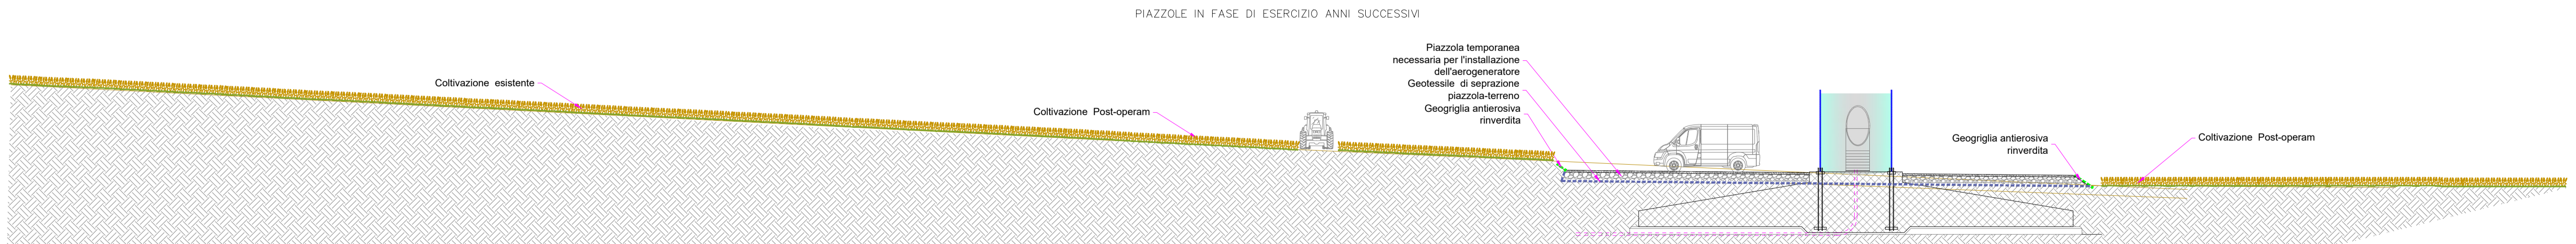 PIAZZOLE IN FASE DI ESERCIZIO ANNI SUCCESSIVI
Coltivazione esistente
Coltivazione Post-operam
Piazzola temporanea
necessaria per l'installazione
dell'aerogeneratore
Geotessile di seprazione
piazzola-terreno
Geogriglia antierosiva
rinverdita
Geogriglia antierosiva
rinverdita
Coltivazione Post-operam